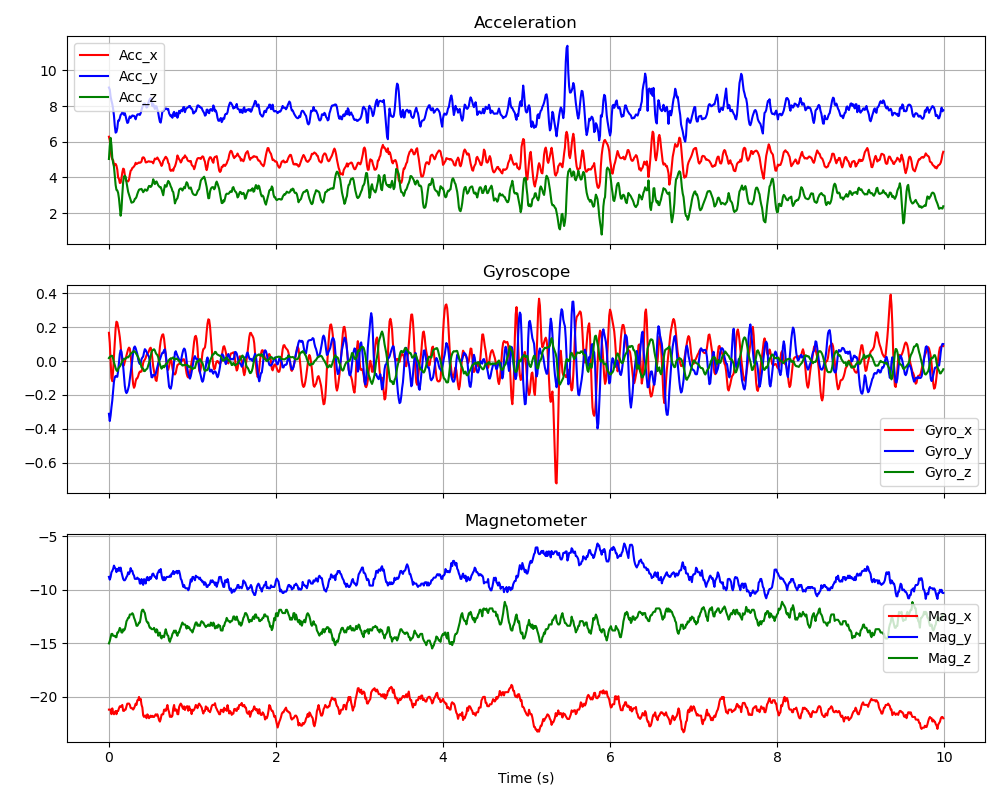 Acceleration
Acc_x
Acc_y
Acc_z
10
8
6
4
2
Gyroscope
0.4
0.2
0.0
−0.2
−0.4
−0.6
Gyro_x
Gyro_y
Gyro_z
Magnetometer
−5
−10
−15
−20
Mag_x
Mag_y
Mag_z
0 2 4 6 8 10
Time (s)